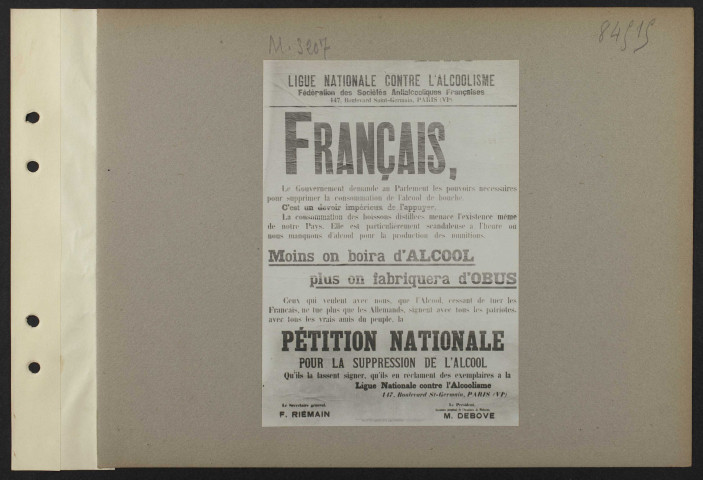 M. 3207
84515
LIGUE NATIONALE CONTRE L'ALCOOLISME
Fédération des Sociétés Antialcooliques Françaises
147, Boulevard Saint-Germain, PARIS (VIᵉ)
FRANÇAIS,
Le Gouvernement demande au Parlement les pouvoirs nécessaires
pour supprimer la consommation de l'alcool de bouche.
C'est un devoir impérieux de l'appuyer.
La consommation des boissons distillées menace l'existence même
de notre Pays. Elle est particulièrement scandaleuse à l'heure où
nous manquons d'alcool pour la production des munitions.
Moins on boira d'ALCOOL
plus on fabriquera d'OBUS
Ceux qui veulent avec nous, que l'Alcool, cessant de tuer les
Français, ne tue plus que les Allemands, signent avec tous les patriotes,
avec tous les vrais amis du peuple, la
PÉTITION NATIONALE
POUR LA SUPPRESSION DE L'ALCOOL
Qu'ils la fassent signer, qu'ils en réclament des exemplaires à la
Ligue Nationale contre l'Alcoolisme
147, Boulevard St-Germain, PARIS (VIᵉ)
Le Secrétaire général, Le Président,
F. RIÉMAIN M. DEBOVE